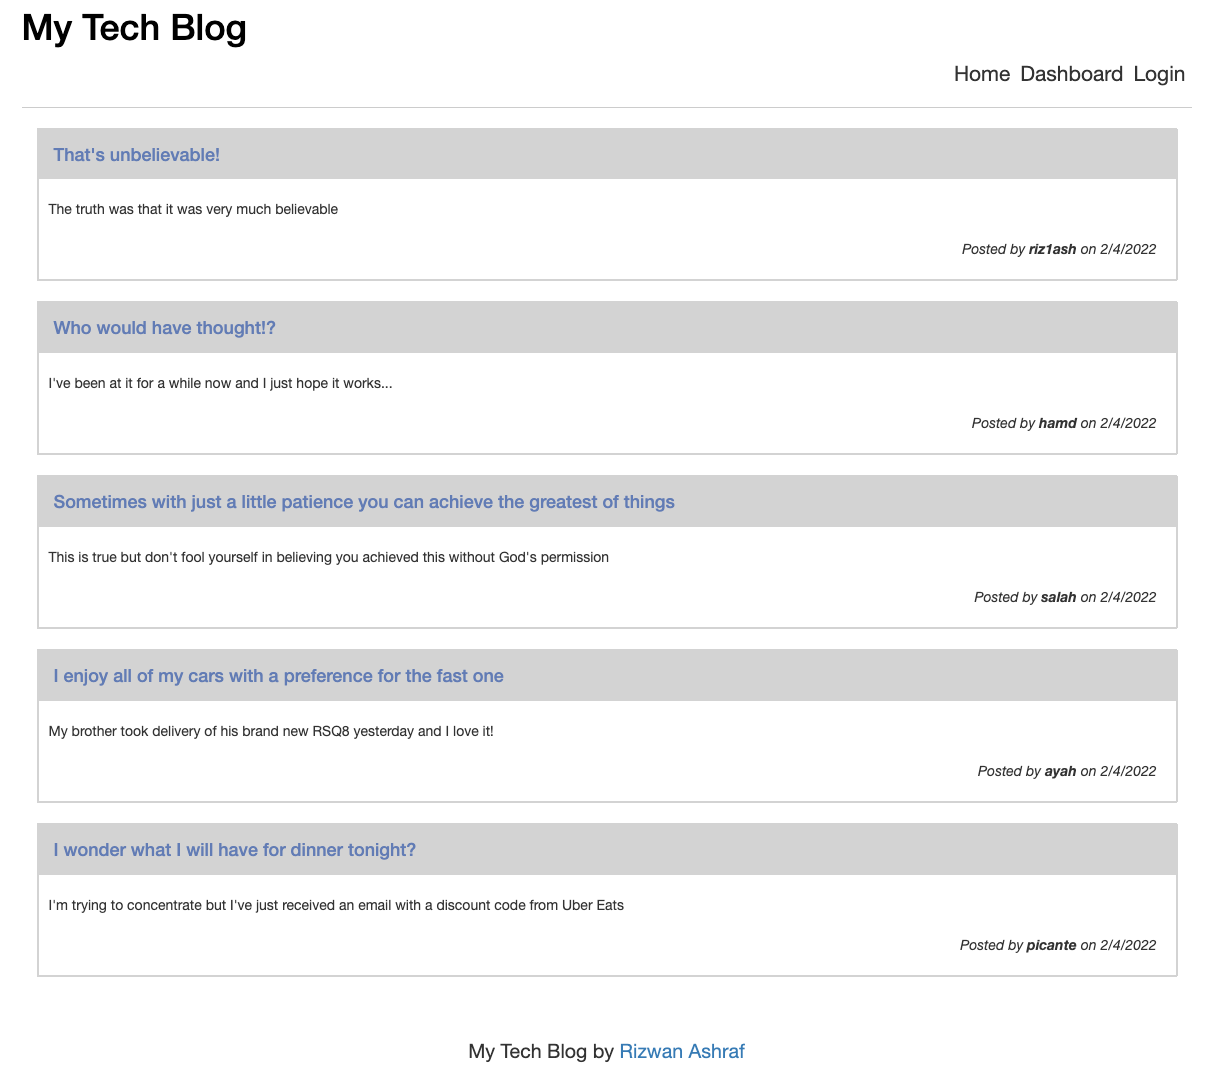 My Tech Blog
Home Dashboard Login
That's unbelievable!
The truth was that it was very much believable
Posted by riz1ash on 2/4/2022
Who would have thought!?
I've been at it for a while now and I just hope it works...
Posted by hamd on 2/4/2022
Sometimes with just a little patience you can achieve the greatest of things
This is true but don't fool yourself in believing you achieved this without God's permission
Posted by salah on 2/4/2022
I enjoy all of my cars with a preference for the fast one
My brother took delivery of his brand new RSQ8 yesterday and I love it!
Posted by ayah on 2/4/2022
I wonder what I will have for dinner tonight?
I'm trying to concentrate but I've just received an email with a discount code from Uber Eats
Posted by picante on 2/4/2022
My Tech Blog by Rizwan Ashraf